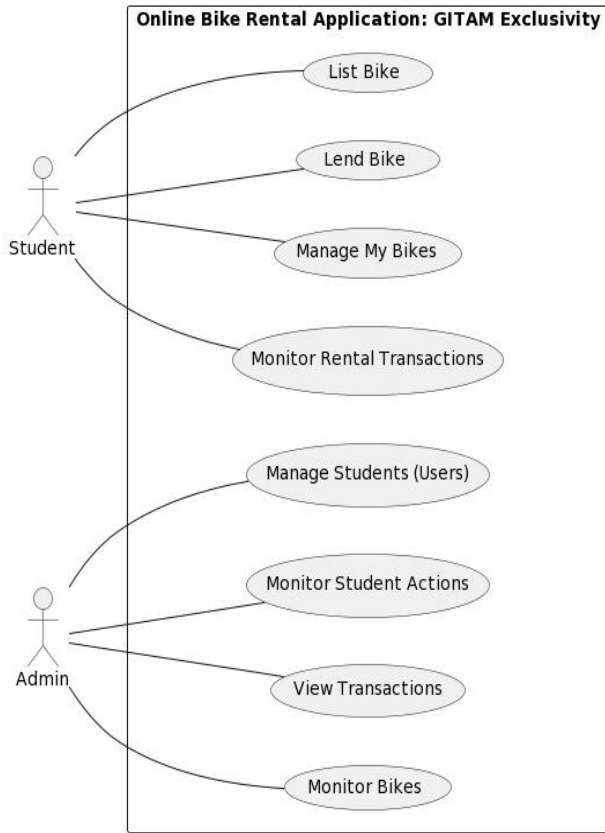 Online Bike Rental Application: GITAM Exclusivity
List Bike
Lend Bike
Student
Manage My Bikes
Monitor Rental Transactions
Manage Students (Users)
Monitor Student Actions
Admin
View Transactions
Monitor Bikes